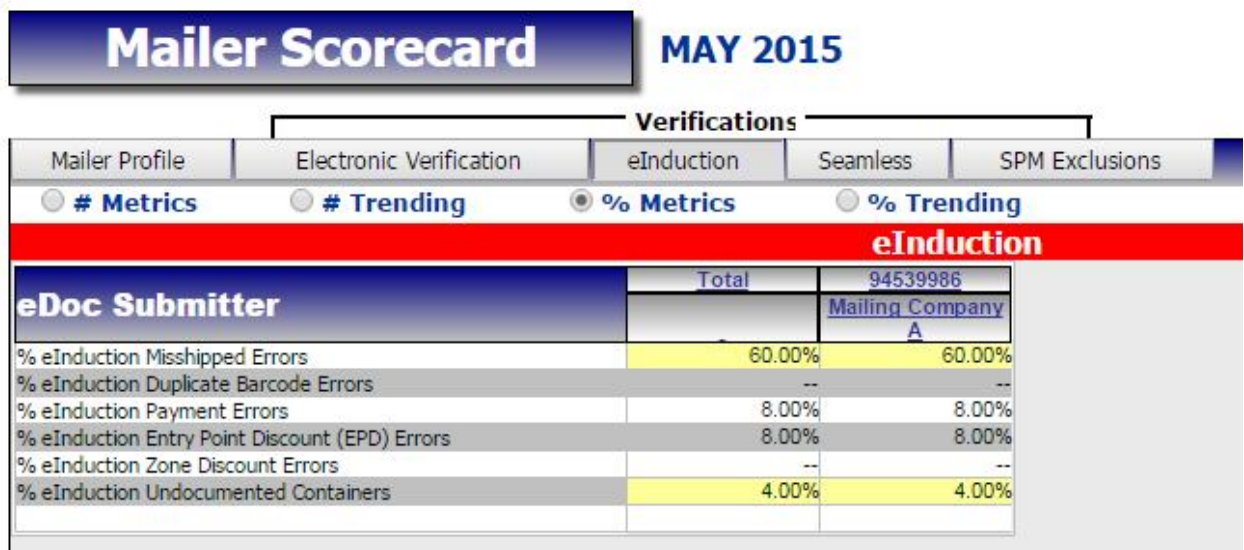 Mailer Scorecard MAY 2015
Verifications
Mailer Profile Electronic Verification eInduction Seamless SPM Exclusions
# Metrics # Trending % Metrics % Trending
eInduction
eDoc Submitter Total 94539986
Mailing Company
A
% eInduction Misshipped Errors 60.00% 60.00%
% eInduction Duplicate Barcode Errors -- --
% eInduction Payment Errors 8.00% 8.00%
% eInduction Entry Point Discount (EPD) Errors 8.00% 8.00%
% eInduction Zone Discount Errors -- --
% eInduction Undocumented Containers 4.00% 4.00%